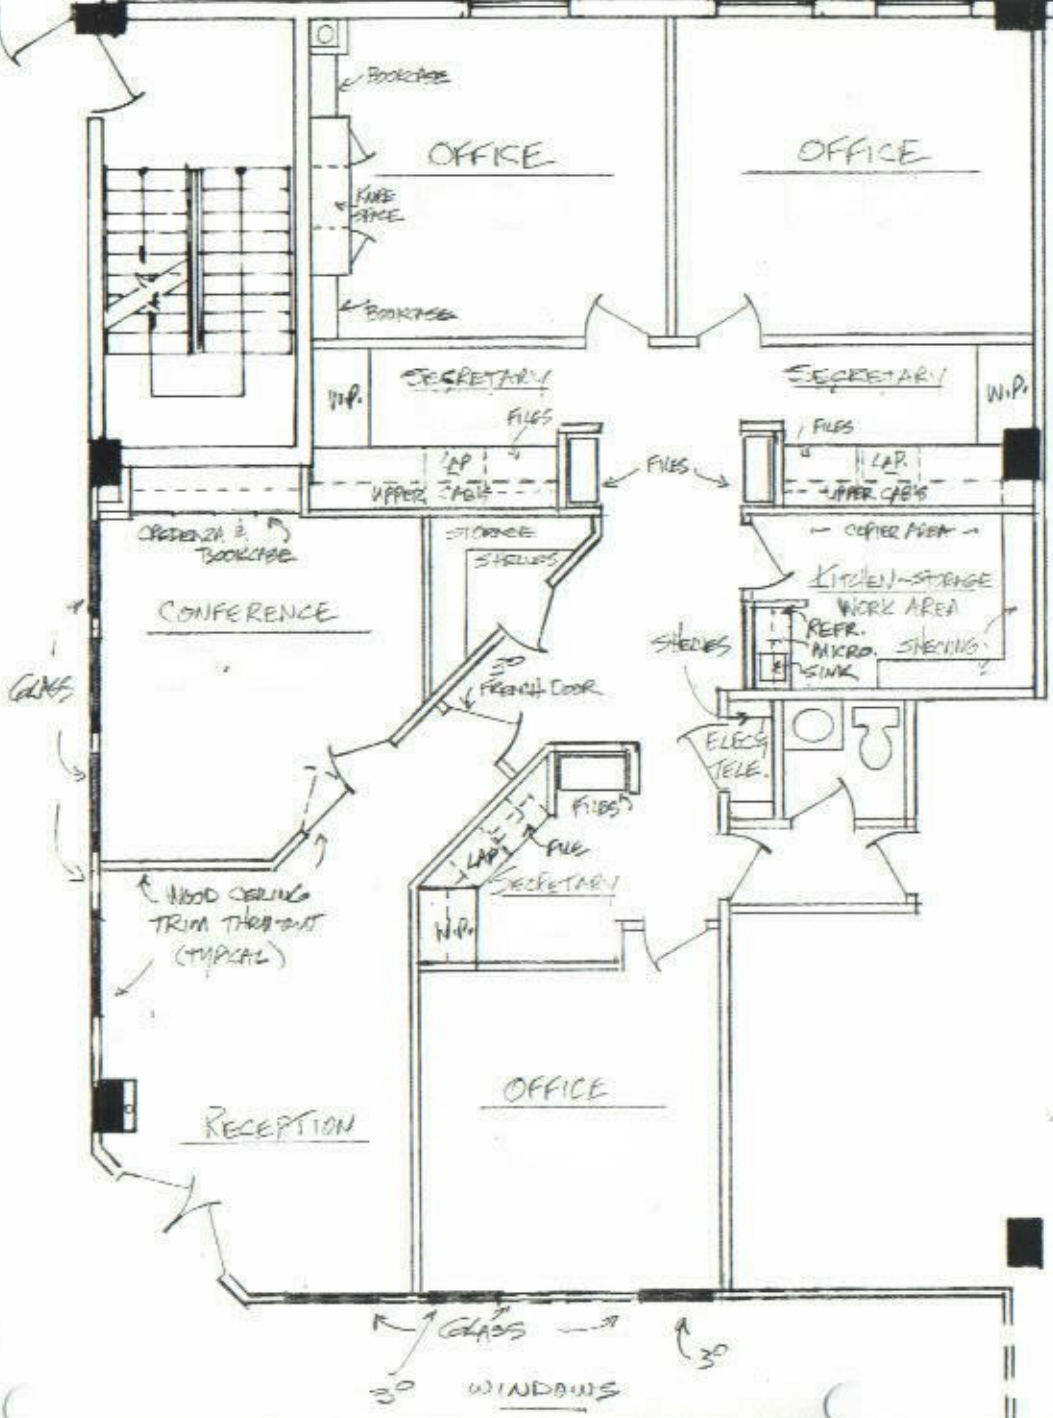 BOOKCASE
OFFICE
OFFICE
KNEE
SPACE
BOOKCASE
SECRETARY
SECRETARY
W.P.
W.P.
FILES
FILES
LAP
FILES
LAP.
UPPER CAB'S
UPPER CAB'S
CREDENZA &
BOOKCASE
STORAGE
SHELVES
COPIER AREA
KITCHEN-STORAGE
WORK AREA
CONFERENCE
REFR.
MICRO.
SINK
SHELVING
SHELVES
GLASS
3⁰
FRENCH DOOR
ELEC &
TELE.
FILES
FILE
LAP
SECRETARY
W.P.
WOOD CEILING
TRIM THRU-OUT
(TYPICAL)
OFFICE
RECEPTION
GLASS
3⁰
3⁰
WINDOWS